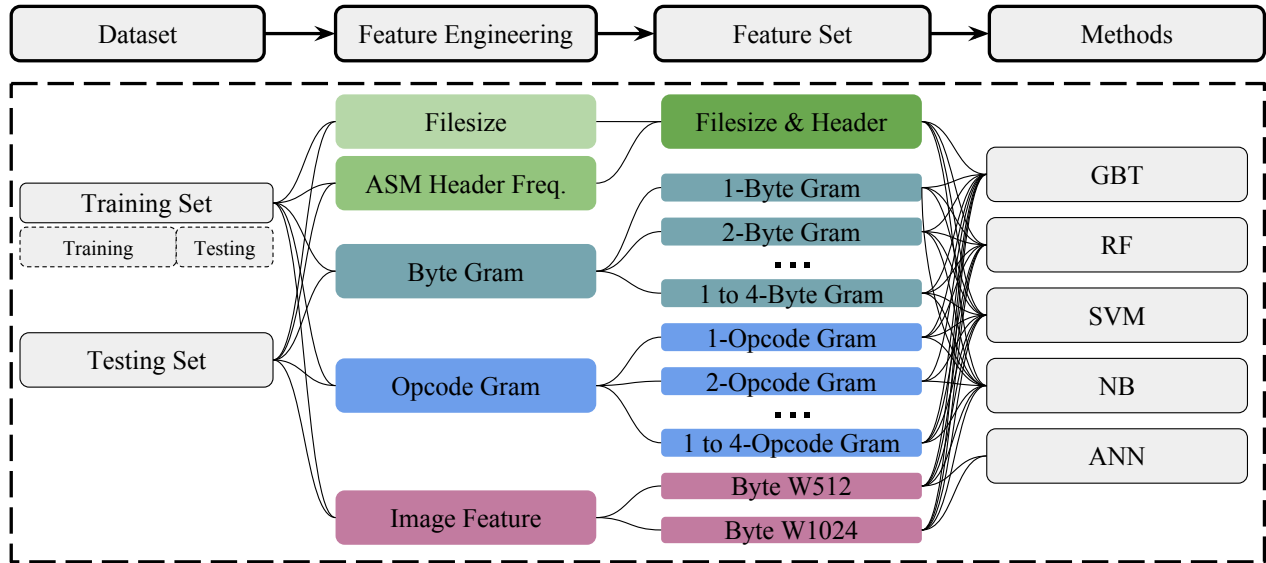 Dataset
Feature Engineering
Feature Set
Methods
Training Set
Training
Testing
Testing Set
Filesize
ASM Header Freq.
Byte Gram
Opcode Gram
Image Feature
Filesize & Header
1-Byte Gram
2-Byte Gram
...
1 to 4-Byte Gram
1-Opcode Gram
2-Opcode Gram
...
1 to 4-Opcode Gram
Byte W512
Byte W1024
GBT
RF
SVM
NB
ANN